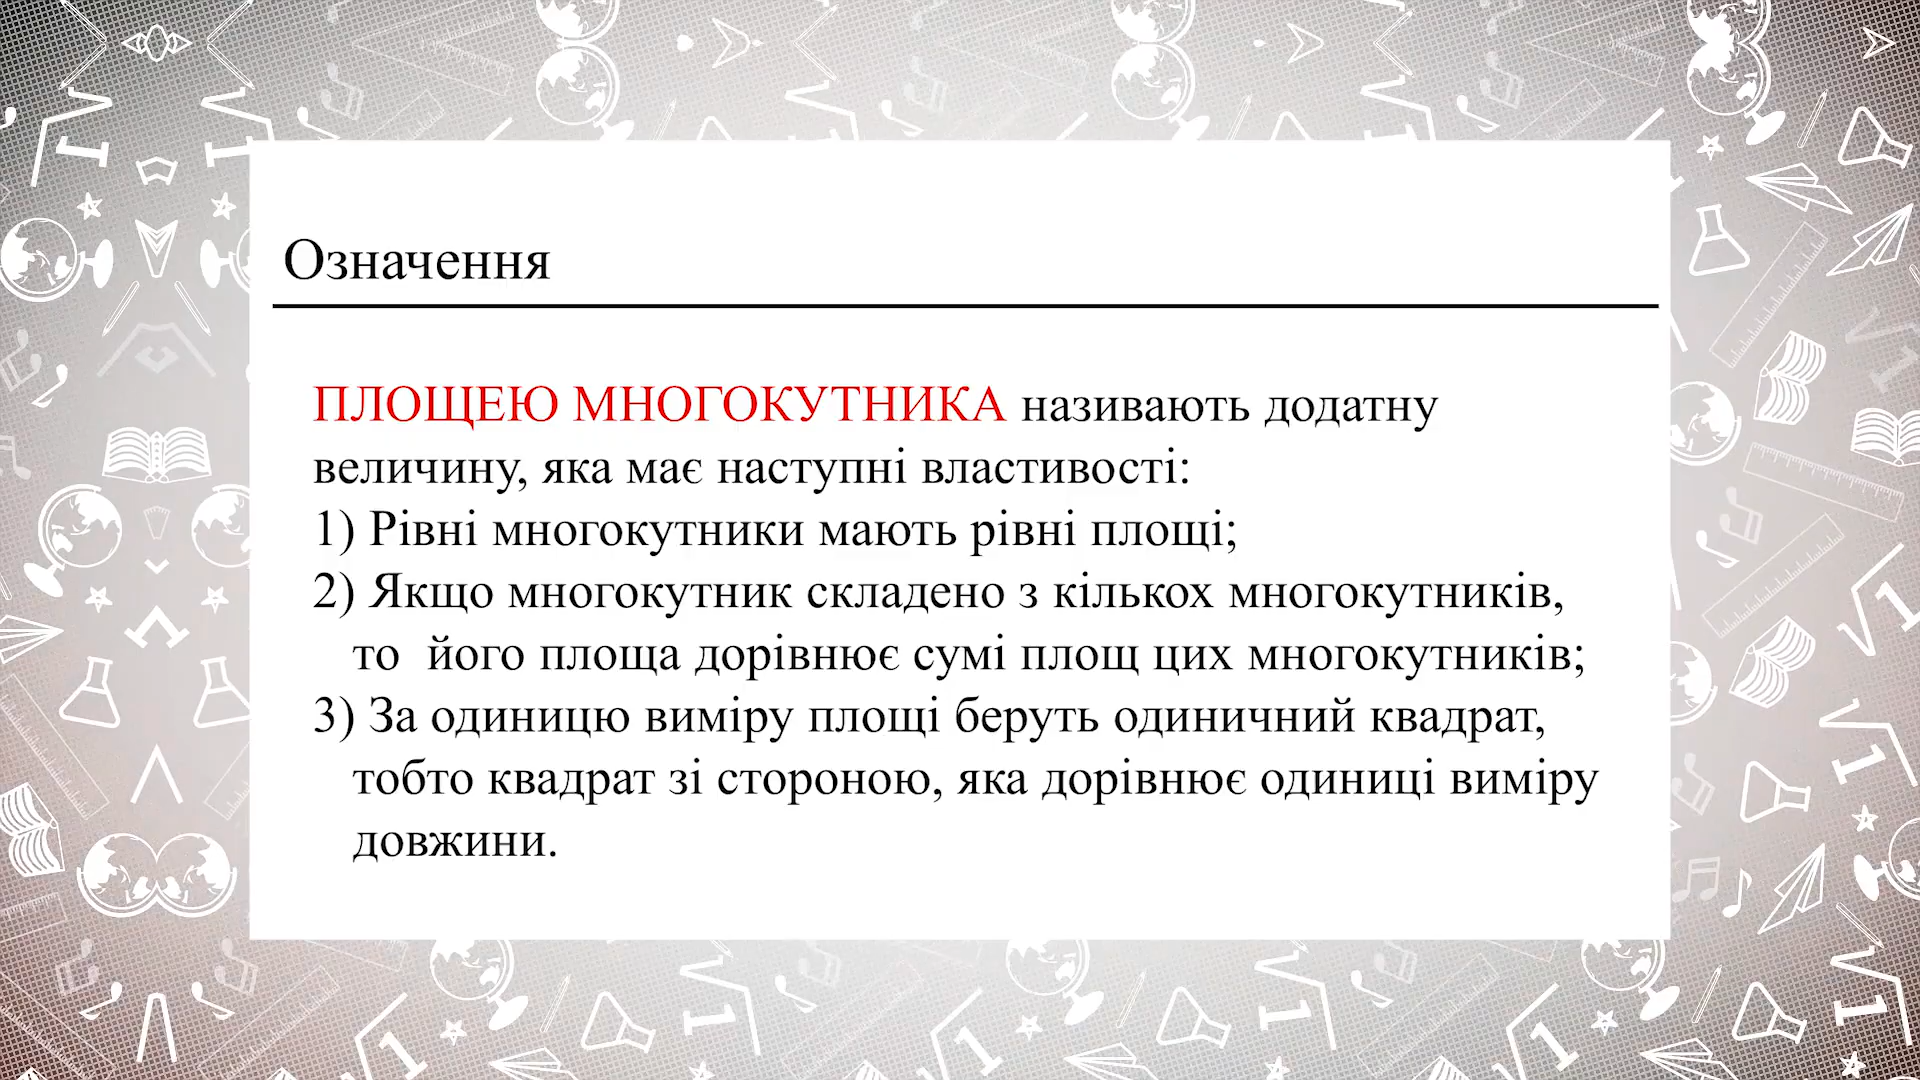 Означення
ПЛОЩЕЮ МНОГОКУТНИКА називають додатну
величину, яка має наступні властивості:
1) Рівні многокутники мають рівні площі;
2) Якщо многокутник складено з кількох многокутників,
то його площа дорівнює сумі площ цих многокутників;
3) За одиницю виміру площі беруть одиничний квадрат,
тобто квадрат зі стороною, яка дорівнює одиниці виміру
довжини.